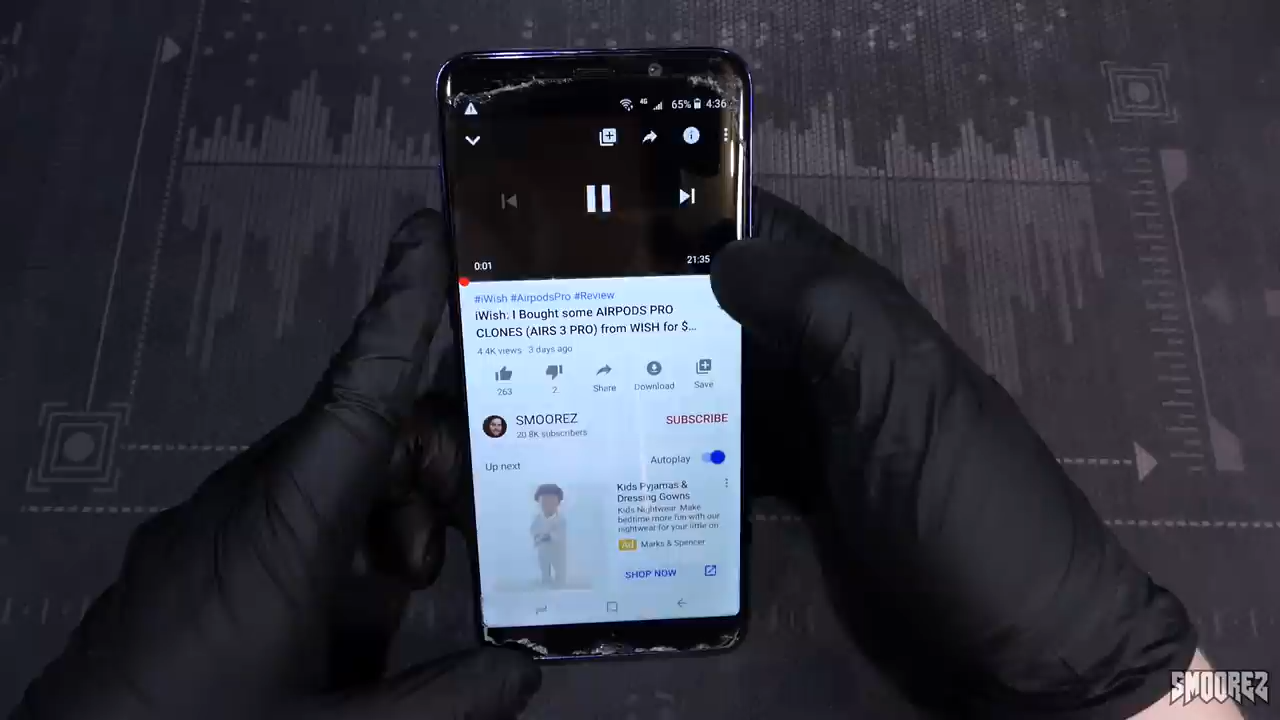 4G 65% 4:36
0:01 21:35
#iWish #AirpodsPro #Review
iWish: I Bought some AIRPODS PRO
CLONES (AIRS 3 PRO) from WISH for $...
4.4K views 3 days ago
263 2 Share Download Save
SMOOREZ SUBSCRIBE
20.8K subscribers
Up next Autoplay
Kids Pyjamas &
Dressing Gowns
Kids Nightwear. Make
bedtime more fun with our
nightwear for your little on
Ad Marks & Spencer
SHOP NOW
SMOOREZ